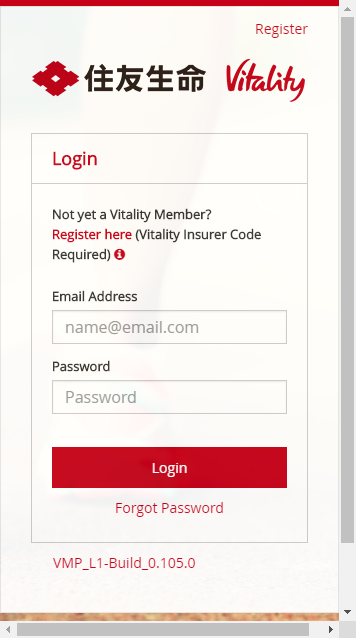 Register
住友生命 Vitality
Login
Not yet a Vitality Member?
Register here (Vitality Insurer Code
Required)
Email Address
name@email.com
Password
Password
Login
Forgot Password
VMP_L1-Build_0.105.0